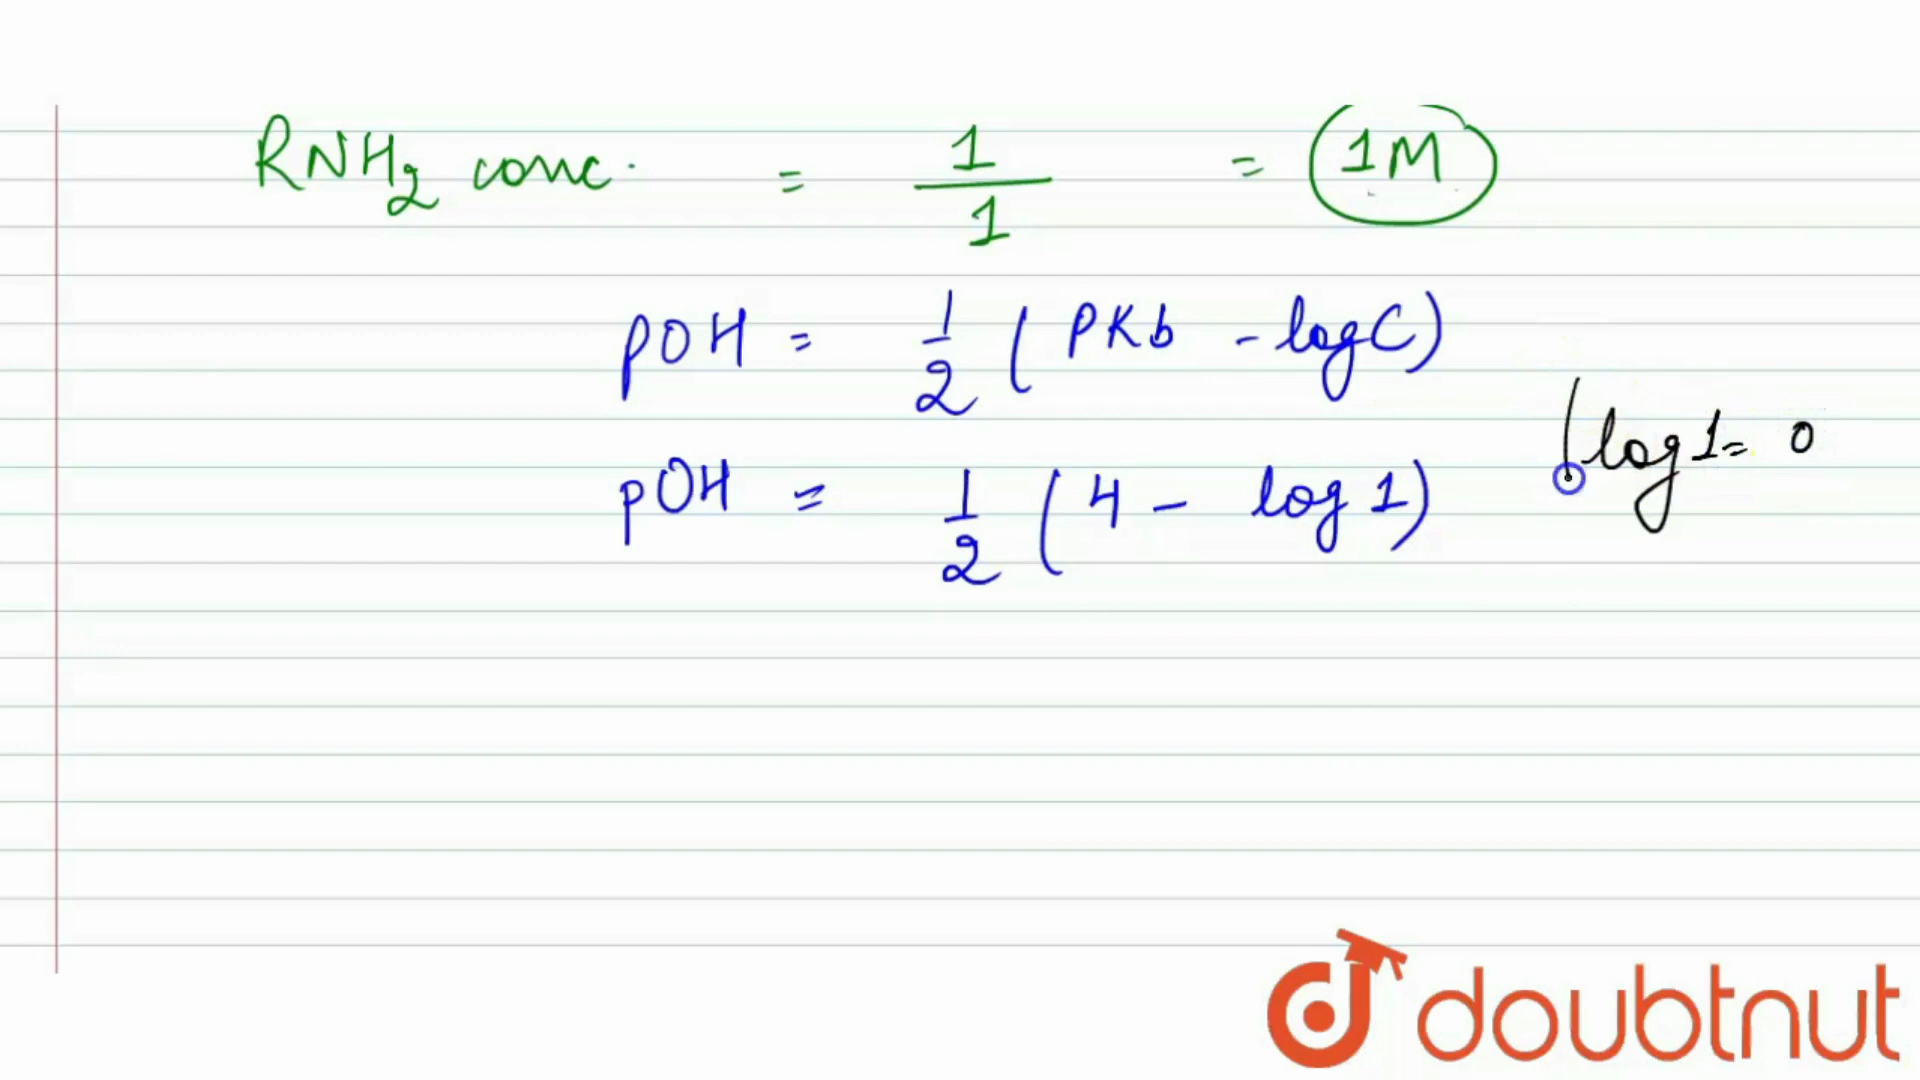 RNH₂ conc. = 1/1 = 1M
pOH = 1/2 ( PKb - logC)
(log 1 = 0
pOH = 1/2 ( 4 - log 1)
doubtnut